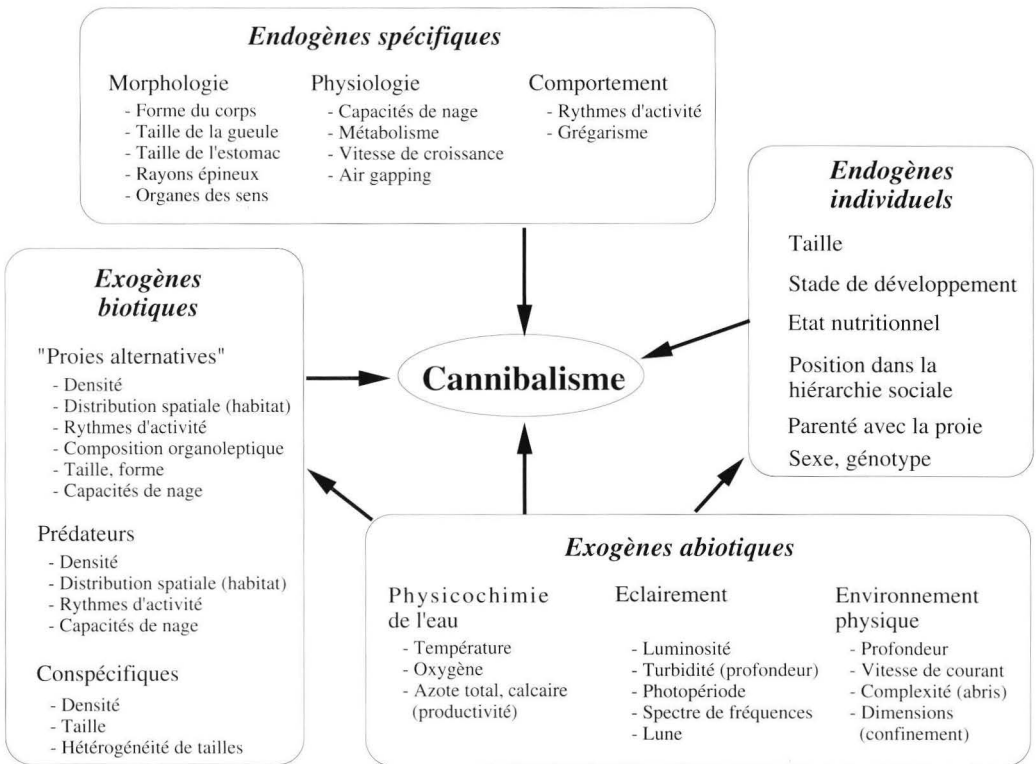 Endogènes spécifiques
Morphologie
- Forme du corps
- Taille de la gueule
- Taille de l'estomac
- Rayons épineux
- Organes des sens
Physiologie
- Capacités de nage
- Métabolisme
- Vitesse de croissance
- Air gapping
Comportement
- Rythmes d'activité
- Grégarisme
Endogènes
individuels
Taille
Stade de développement
Etat nutritionnel
Position dans la
hiérarchie sociale
Parenté avec la proie
Sexe, génotype
Exogènes
biotiques
"Proies alternatives"
- Densité
- Distribution spatiale (habitat)
- Rythmes d'activité
- Composition organoleptique
- Taille, forme
- Capacités de nage
Prédateurs
- Densité
- Distribution spatiale (habitat)
- Rythmes d'activité
- Capacités de nage
Conspécifiques
- Densité
- Taille
- Hétérogénéité de tailles
Cannibalisme
Exogènes abiotiques
Physicochimie
de l'eau
- Température
- Oxygène
- Azote total, calcaire
(productivité)
Eclairement
- Luminosité
- Turbidité (profondeur)
- Photopériode
- Spectre de fréquences
- Lune
Environnement
physique
- Profondeur
- Vitesse de courant
- Complexité (abris)
- Dimensions
(confinement)